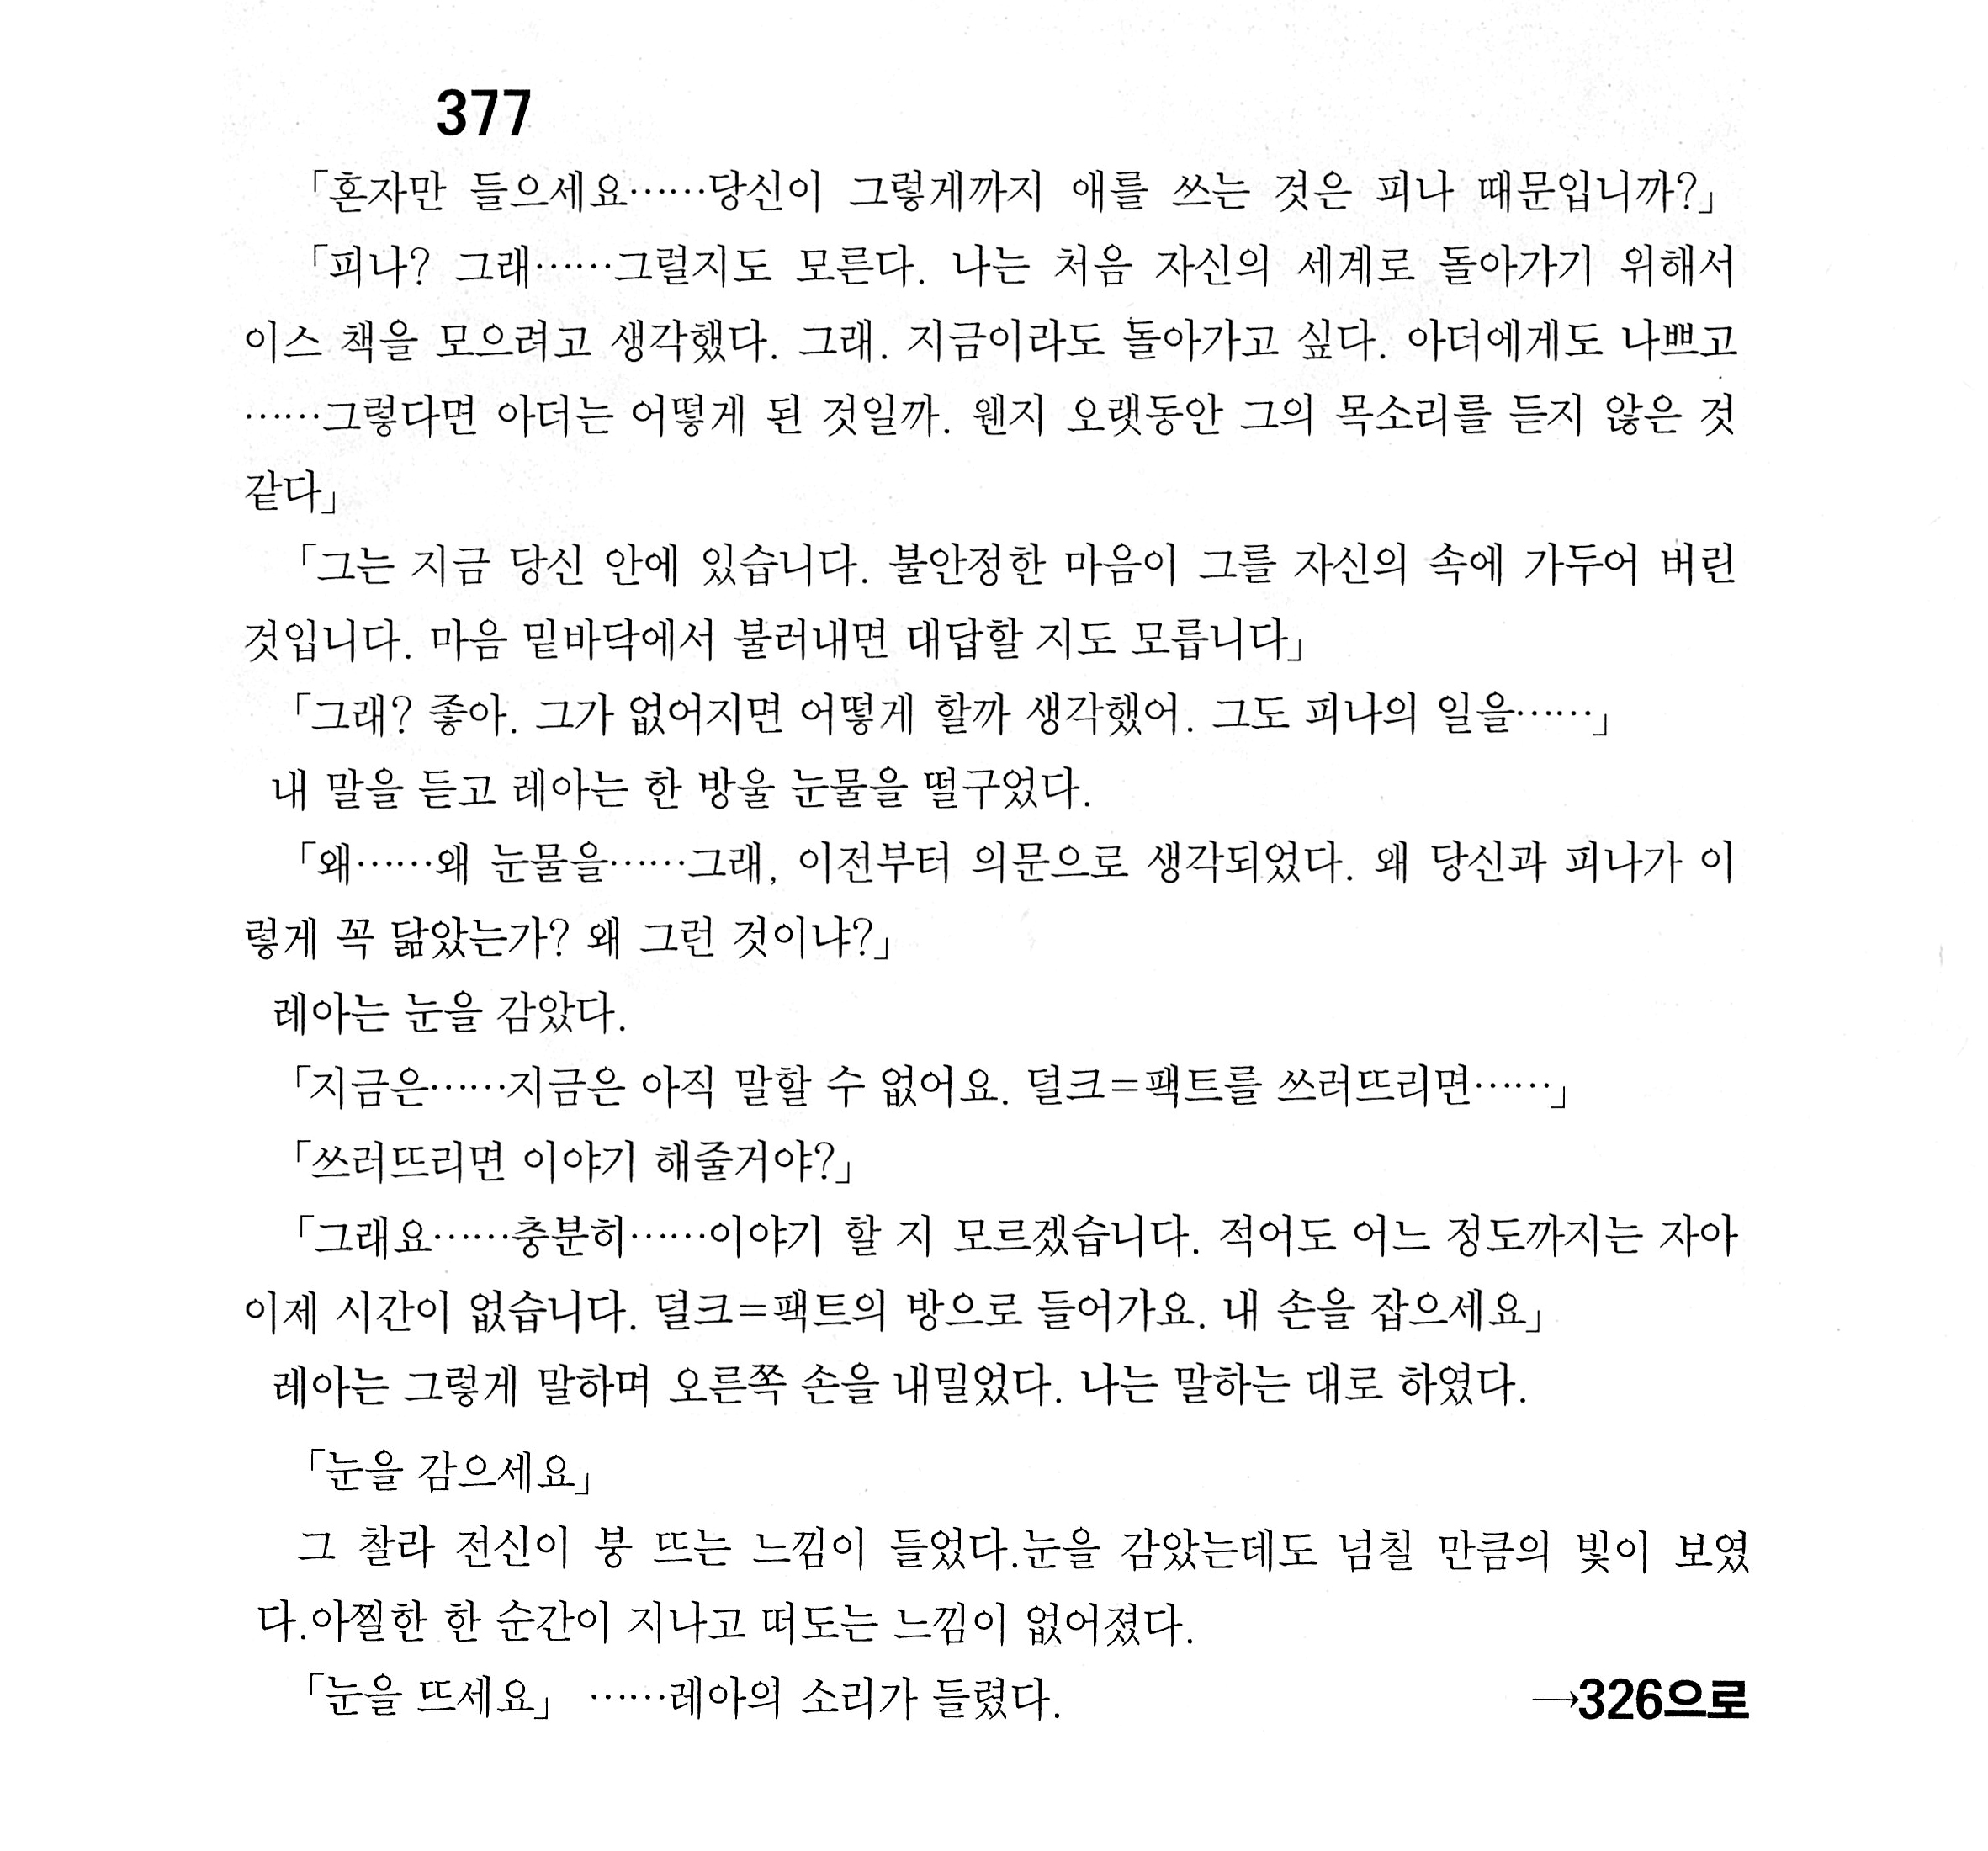 377
「혼자만 들으세요……당신이 그렇게까지 애를 쓰는 것은 피나 때문입니까?」
「피나? 그래……그럴지도 모른다. 나는 처음 자신의 세계로 돌아가기 위해서
이스 책을 모으려고 생각했다. 그래. 지금이라도 돌아가고 싶다. 아더에게도 나쁘고
……그렇다면 아더는 어떻게 된 것일까. 웬지 오랫동안 그의 목소리를 듣지 않은 것
같다」
「그는 지금 당신 안에 있습니다. 불안정한 마음이 그를 자신의 속에 가두어 버린
것입니다. 마음 밑바닥에서 불러내면 대답할 지도 모릅니다」
「그래? 좋아. 그가 없어지면 어떻게 할까 생각했어. 그도 피나의 일을……」
내 말을 듣고 레아는 한 방울 눈물을 떨구었다.
「왜……왜 눈물을……그래, 이전부터 의문으로 생각되었다. 왜 당신과 피나가 이
렇게 꼭 닮았는가? 왜 그런 것이냐?」
레아는 눈을 감았다.
「지금은……지금은 아직 말할 수 없어요. 덜크=팩트를 쓰러뜨리면……」
「쓰러뜨리면 이야기 해줄거야?」
「그래요……충분히……이야기 할 지 모르겠습니다. 적어도 어느 정도까지는 자아
이제 시간이 없습니다. 덜크=팩트의 방으로 들어가요. 내 손을 잡으세요」
레아는 그렇게 말하며 오른쪽 손을 내밀었다. 나는 말하는 대로 하였다.
「눈을 감으세요」
그 찰라 전신이 붕 뜨는 느낌이 들었다.눈을 감았는데도 넘칠 만큼의 빛이 보였
다.아찔한 한 순간이 지나고 떠도는 느낌이 없어졌다.
「눈을 뜨세요」 ……레아의 소리가 들렸다. →326으로